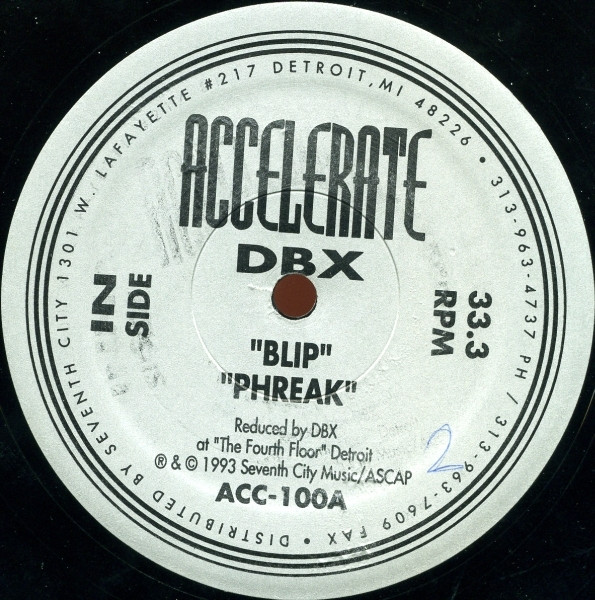 DISTRIBUTED BY SEVENTH CITY 1301 W. LAFAYETTE #217 DETROIT, MI 48226 • 313-963-4737 PH / 313-963-7609 FAX •
ACCELERATE
DBX
IN
SIDE
33.3
RPM
"BLIP"
"PHREAK"
Reduced by DBX
at "The Fourth Floor" Detroit
® & © 1993 Seventh City Music/ASCAP
ACC-100A
2